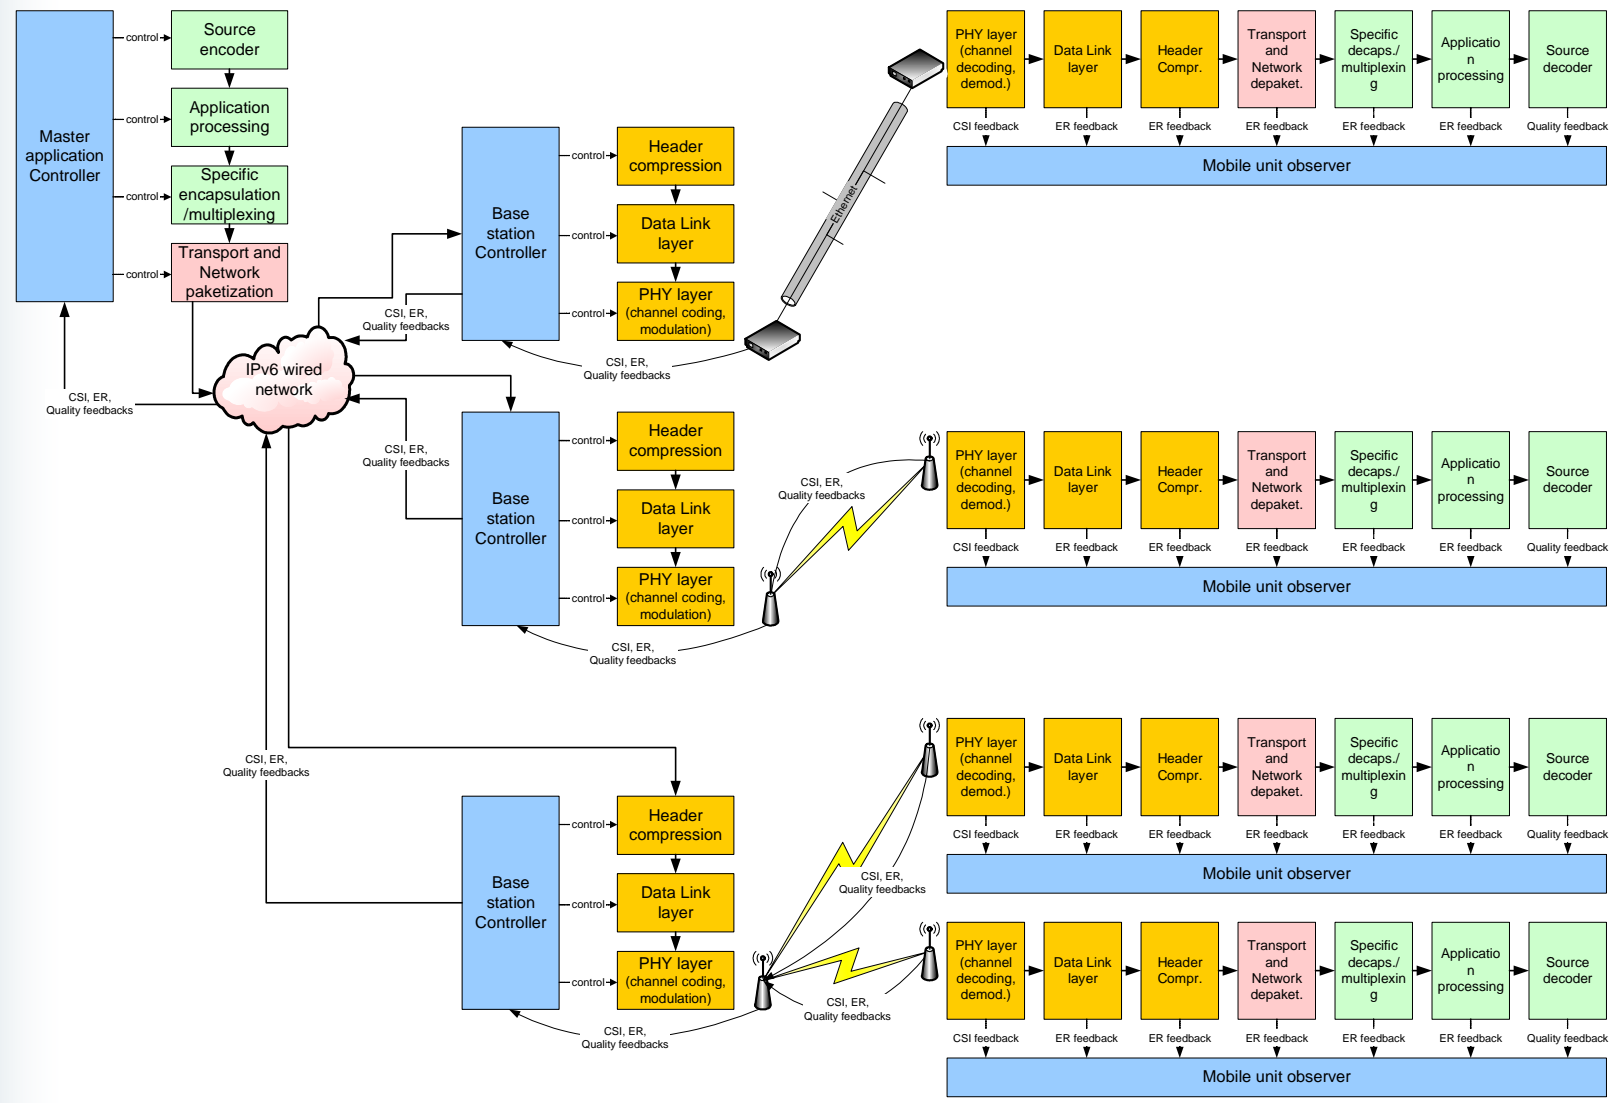 Master
application
Controller
control
Source
encoder
control
Application
processing
control
Specific
encapsulation
/multiplexing
control
Transport and
Network
paketization
CSI, ER,
Quality feedbacks
IPv6 wired
network
Base
station
Controller
control
Header
compression
control
Data Link
layer
control
PHY layer
(channel coding,
modulation)
CSI, ER,
Quality feedbacks
CSI, ER,
Quality feedbacks
Ethernet
PHY layer
(channel
decoding,
demod.)
Data Link
layer
Header
Compr.
Transport
and
Network
depaket.
Specific
decaps./
multiplexin
g
Applicatio
n
processing
Source
decoder
CSI feedback
ER feedback
ER feedback
ER feedback
ER feedback
ER feedback
Quality feedback
Mobile unit observer
Base
station
Controller
control
Header
compression
control
Data Link
layer
control
PHY layer
(channel coding,
modulation)
CSI, ER,
Quality feedbacks
CSI, ER,
Quality feedbacks
CSI, ER,
Quality feedbacks
PHY layer
(channel
decoding,
demod.)
Data Link
layer
Header
Compr.
Transport
and
Network
depaket.
Specific
decaps./
multiplexin
g
Applicatio
n
processing
Source
decoder
CSI feedback
ER feedback
ER feedback
ER feedback
ER feedback
ER feedback
Quality feedback
Mobile unit observer
CSI, ER,
Quality feedbacks
Base
station
Controller
control
Header
compression
control
Data Link
layer
control
PHY layer
(channel coding,
modulation)
CSI, ER,
Quality feedbacks
CSI, ER,
Quality feedbacks
CSI, ER,
Quality feedbacks
PHY layer
(channel
decoding,
demod.)
Data Link
layer
Header
Compr.
Transport
and
Network
depaket.
Specific
decaps./
multiplexin
g
Applicatio
n
processing
Source
decoder
CSI feedback
ER feedback
ER feedback
ER feedback
ER feedback
ER feedback
Quality feedback
Mobile unit observer
PHY layer
(channel
decoding,
demod.)
Data Link
layer
Header
Compr.
Transport
and
Network
depaket.
Specific
decaps./
multiplexin
g
Applicatio
n
processing
Source
decoder
CSI feedback
ER feedback
ER feedback
ER feedback
ER feedback
ER feedback
Quality feedback
Mobile unit observer